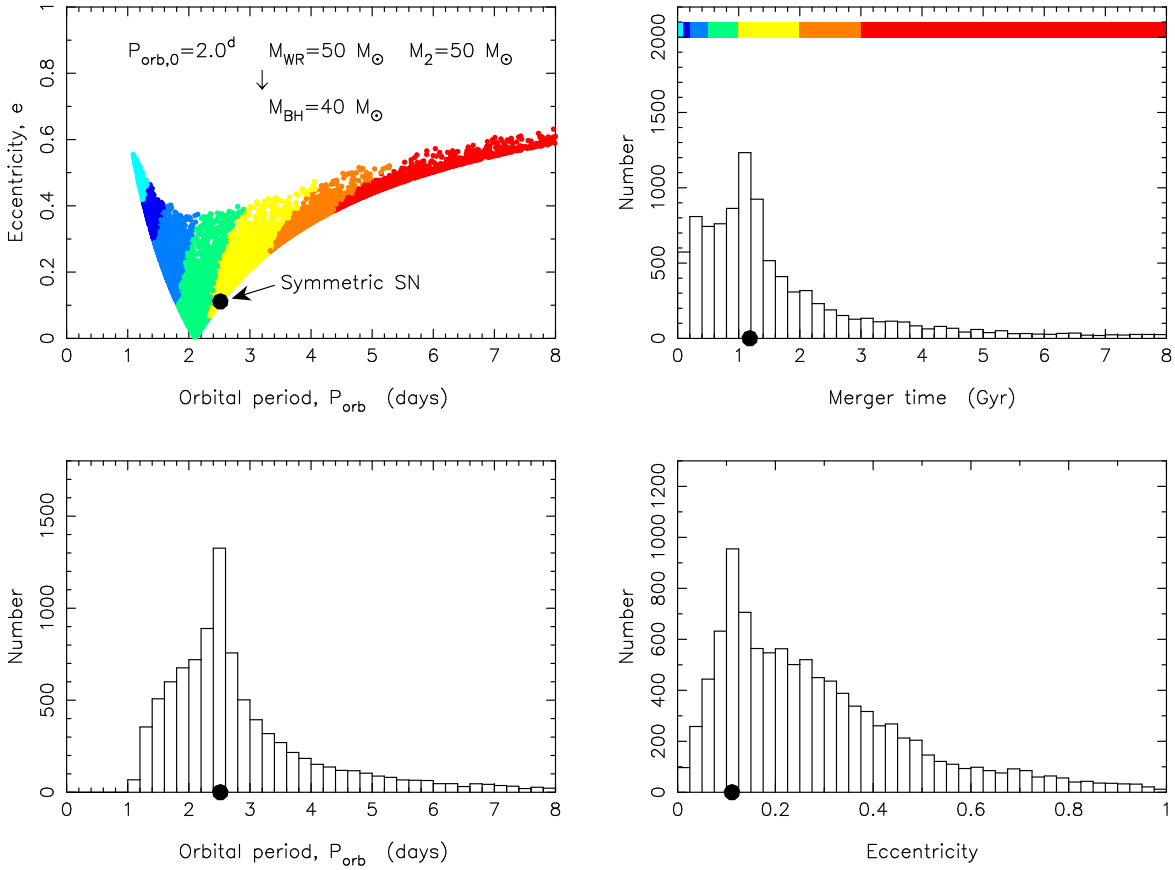 P_orb,0=2.0^d M_WR=50 M_⊙ M_2=50 M_⊙
↓
M_BH=40 M_⊙
Symmetric SN
Eccentricity, e
0 0.2 0.4 0.6 0.8 1
0 1 2 3 4 5 6 7 8
Orbital period, P_orb (days)
Number
0 500 1000 1500 2000
0 1 2 3 4 5 6 7 8
Merger time (Gyr)
Number
0 500 1000 1500
0 1 2 3 4 5 6 7 8
Orbital period, P_orb (days)
Number
0 200 400 600 800 1000 1200
0 0.2 0.4 0.6 0.8 1
Eccentricity